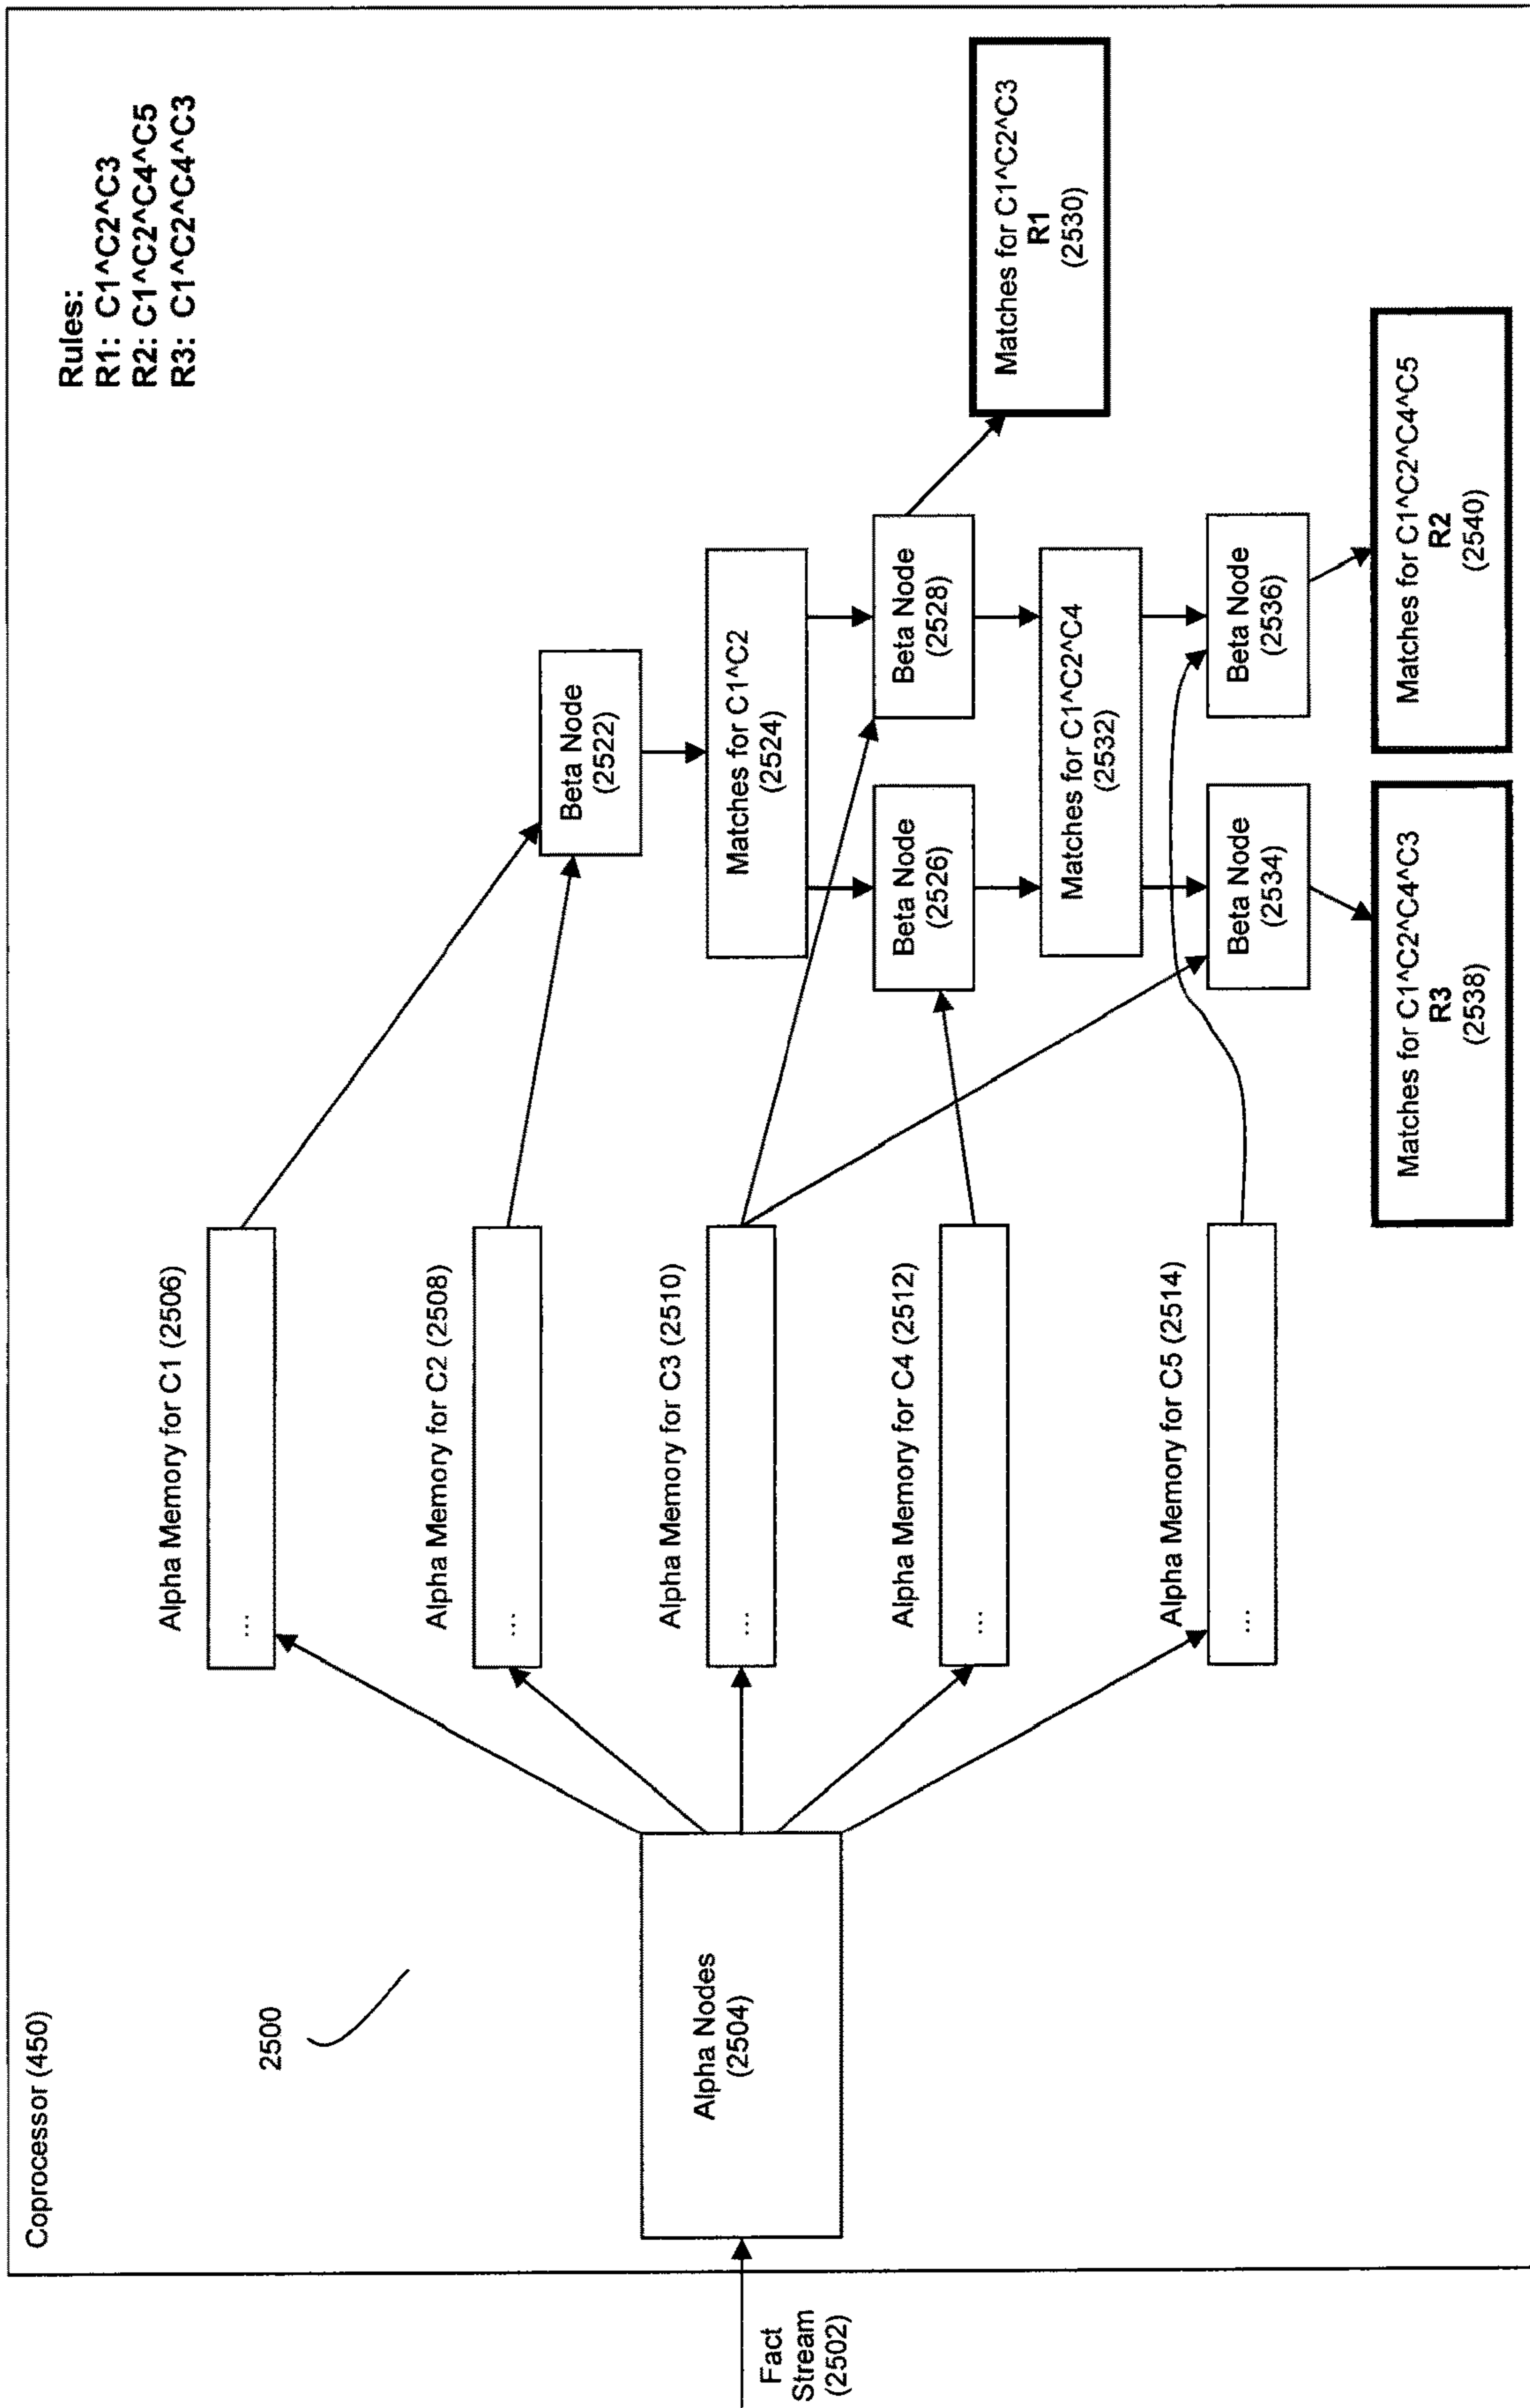 Coprocessor (450)
2500
Rules:
R1: C1^C2^C3
R2: C1^C2^C4^C5
R3: C1^C2^C4^C3
Fact
Stream
(2502)
Alpha Nodes
(2504)
Alpha Memory for C1 (2506)
...
Alpha Memory for C2 (2508)
...
Alpha Memory for C3 (2510)
...
Alpha Memory for C4 (2512)
...
Alpha Memory for C5 (2514)
...
Beta Node
(2522)
Matches for C1^C2
(2524)
Beta Node
(2526)
Beta Node
(2528)
Matches for C1^C2^C3
R1
(2530)
Matches for C1^C2^C4
(2532)
Beta Node
(2534)
Beta Node
(2536)
Matches for C1^C2^C4^C3
R3
(2538)
Matches for C1^C2^C4^C5
R2
(2540)